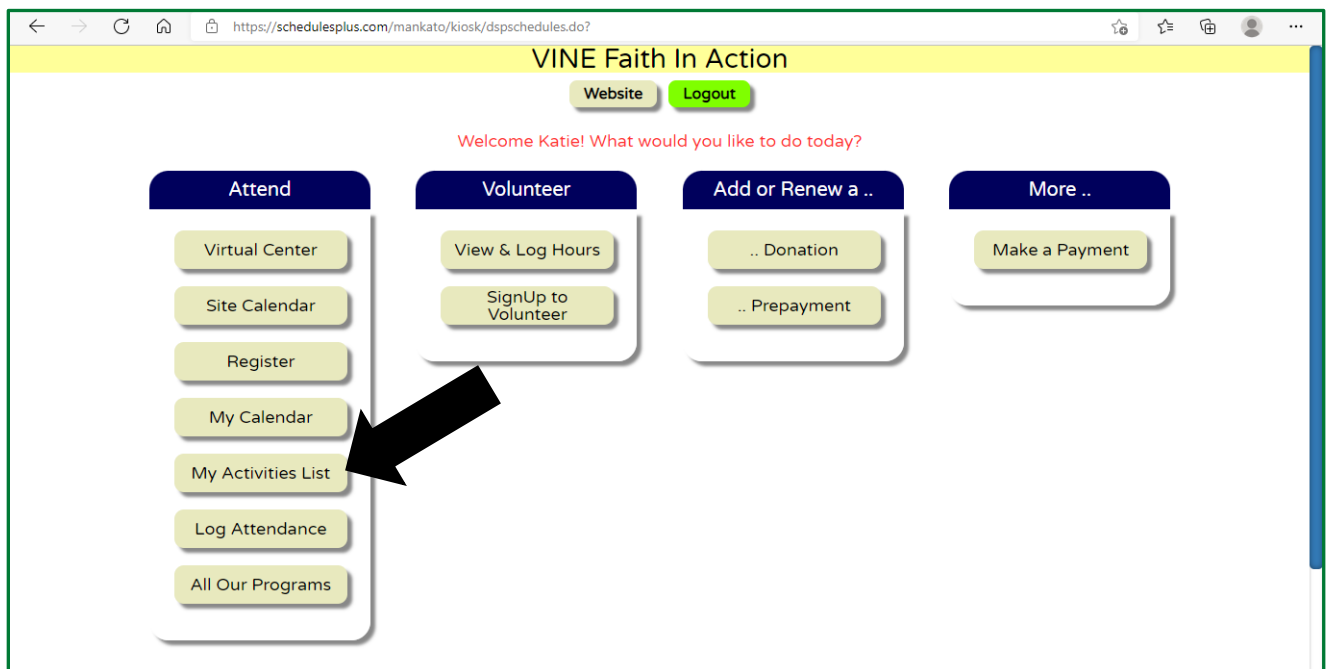 https://schedulesplus.com/mankato/kiosk/dspschedules.do?
VINE Faith In Action
Website
Logout
Welcome Katie! What would you like to do today?
Attend
Virtual Center
Site Calendar
Register
My Calendar
My Activities List
Log Attendance
All Our Programs
Volunteer
View & Log Hours
SignUp to
Volunteer
Add or Renew a ..
.. Donation
.. Prepayment
More ..
Make a Payment